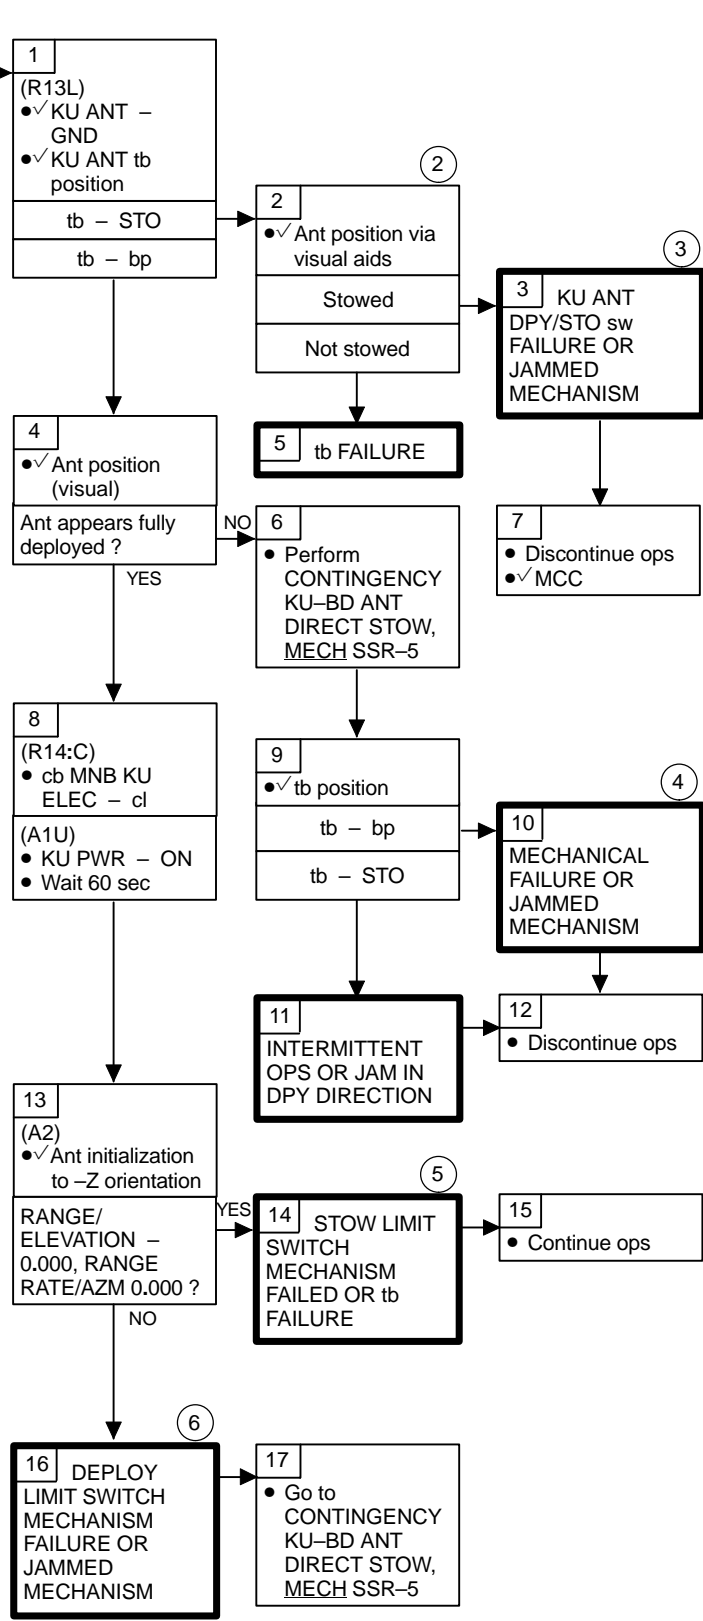 1
(R13L)
●✓KU ANT –
GND
●✓KU ANT tb
position
tb – STO
tb – bp
2
2
●✓Ant position via
visual aids
Stowed
Not stowed
3
3 KU ANT
DPY/STO sw
FAILURE OR
JAMMED
MECHANISM
4
●✓Ant position
(visual)
Ant appears fully
deployed ?
NO
YES
5 tb FAILURE
6
● Perform
CONTINGENCY
KU–BD ANT
DIRECT STOW,
MECH SSR–5
7
● Discontinue ops
●✓MCC
8
(R14:C)
● cb MNB KU
ELEC – cl
(A1U)
● KU PWR – ON
● Wait 60 sec
9
●✓tb position
tb – bp
tb – STO
4
10
MECHANICAL
FAILURE OR
JAMMED
MECHANISM
11
INTERMITTENT
OPS OR JAM IN
DPY DIRECTION
12
● Discontinue ops
13
(A2)
●✓Ant initialization
to –Z orientation
RANGE/
ELEVATION –
0.000, RANGE
RATE/AZM 0.000 ?
YES
NO
5
14 STOW LIMIT
SWITCH
MECHANISM
FAILED OR tb
FAILURE
15
● Continue ops
6
16 DEPLOY
LIMIT SWITCH
MECHANISM
FAILURE OR
JAMMED
MECHANISM
17
● Go to
CONTINGENCY
KU–BD ANT
DIRECT STOW,
MECH SSR–5